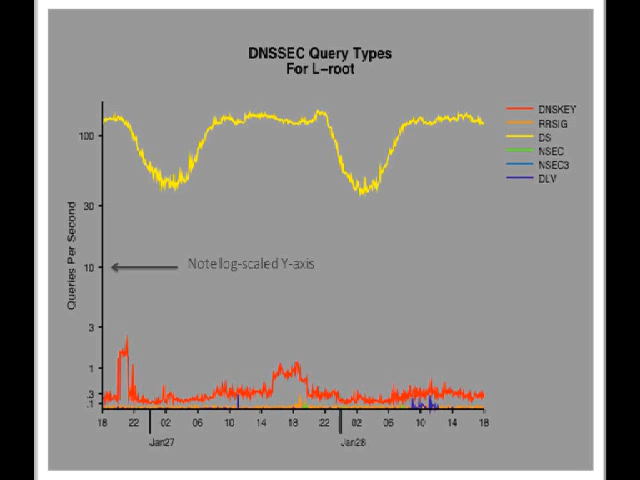 DNSSEC Query Types
For L-root
DNSKEY
RRSIG
DS
NSEC
NSEC3
DLV
Queries Per Second
100
30
10
3
1
.3
.1
Note log-scaled Y-axis
18 22 02 06 10 14 18 22 02 06 10 14 18
Jan27 Jan28